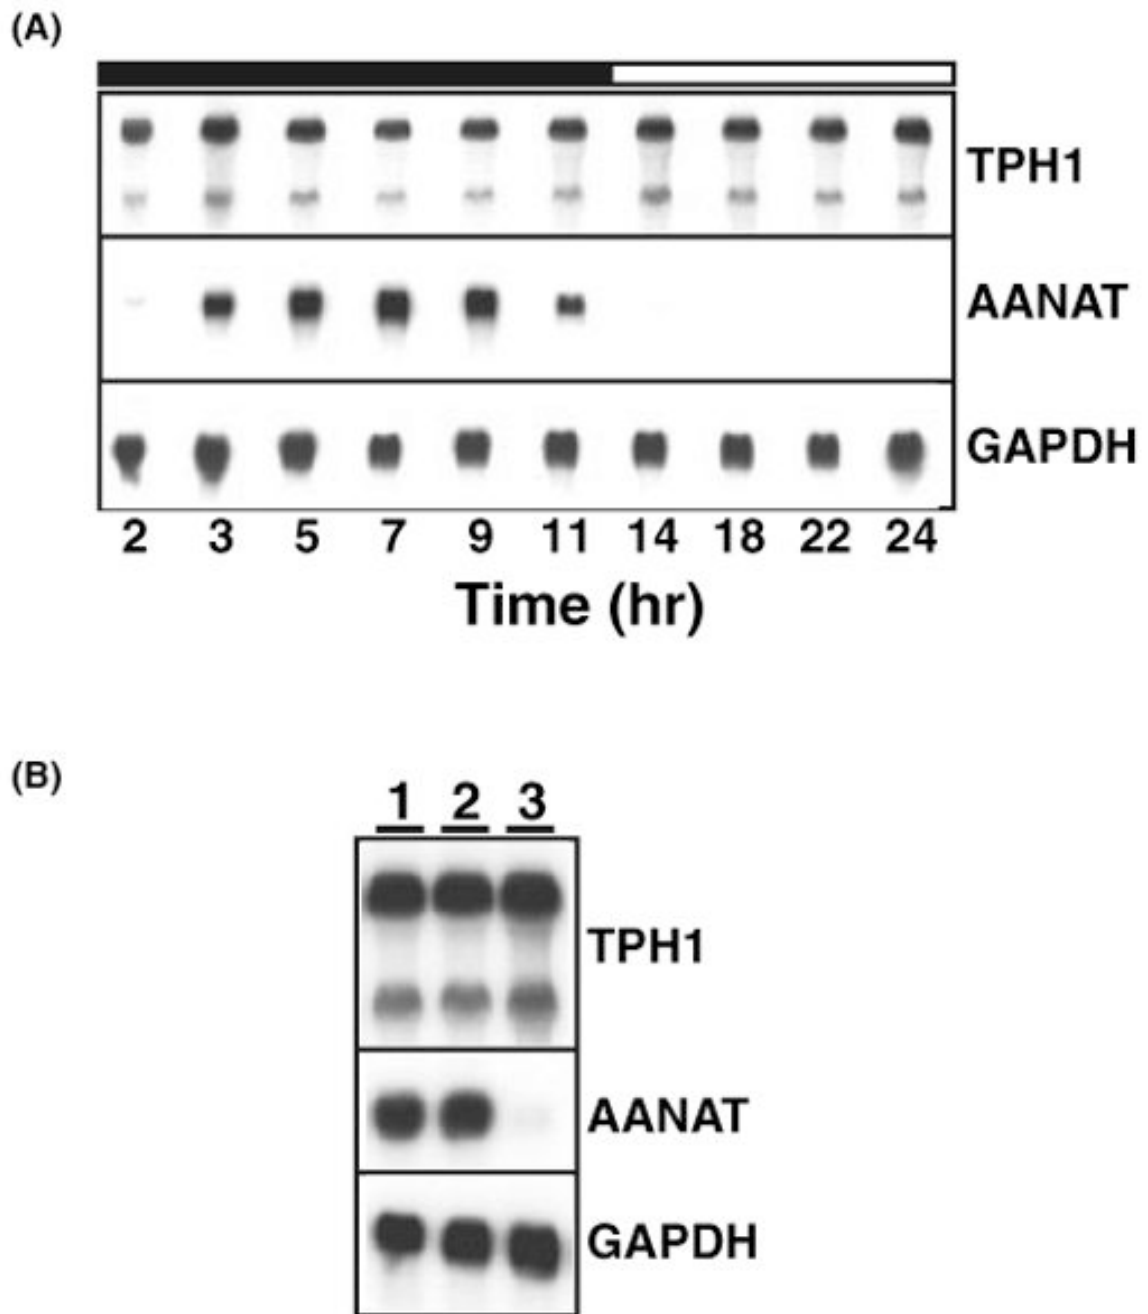 (A)
TPH1
AANAT
GAPDH
2 3 5 7 9 11 14 18 22 24
Time (hr)
(B)
1 2 3
TPH1
AANAT
GAPDH